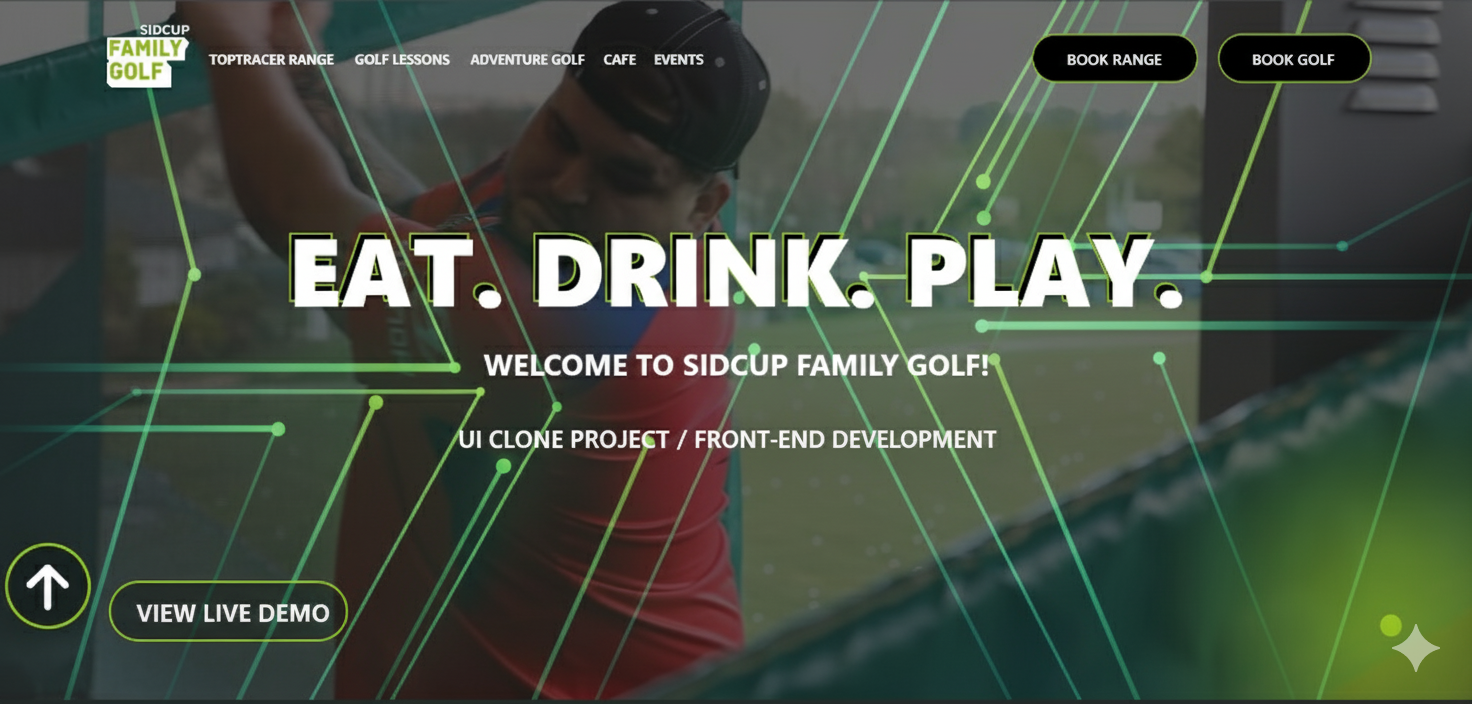 SIDCUP
FAMILY
GOLF
TOPTRACER RANGE GOLF LESSONS ADVENTURE GOLF CAFE EVENTS
BOOK RANGE BOOK GOLF
EAT. DRINK. PLAY.
WELCOME TO SIDCUP FAMILY GOLF!
UI CLONE PROJECT / FRONT-END DEVELOPMENT
VIEW LIVE DEMO